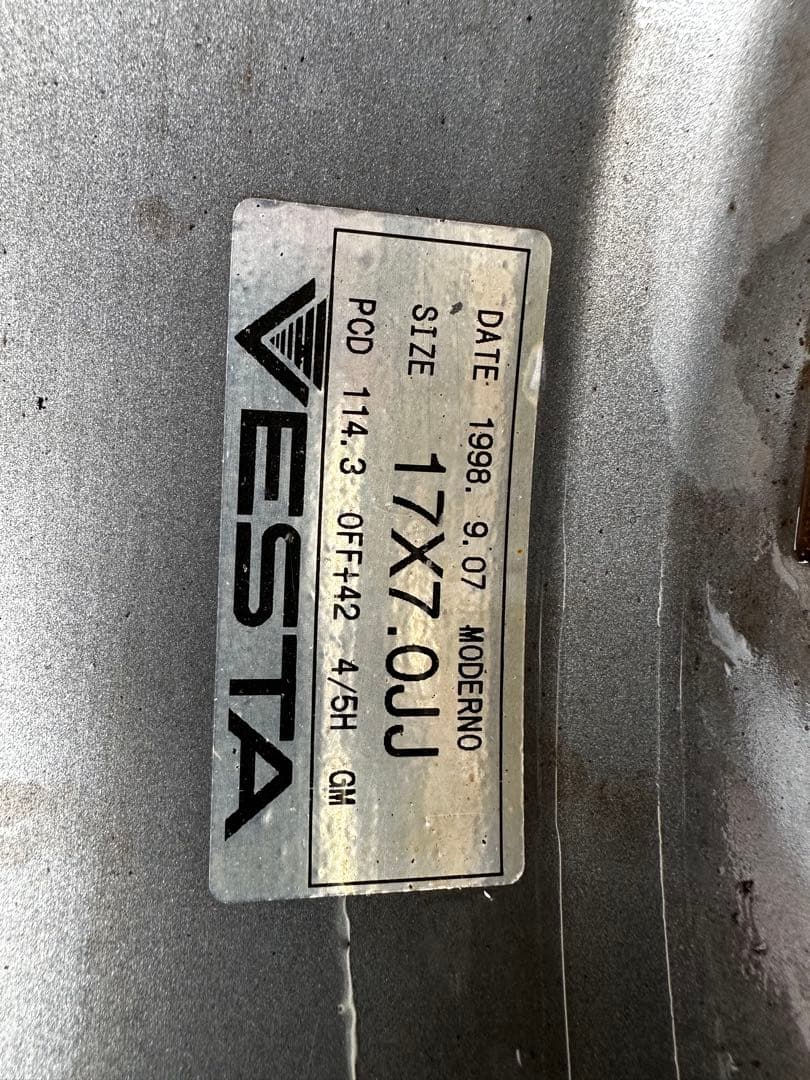 DATE 1998. 9.07 MODERNO
SIZE 17X7.0JJ
PCD 114.3 OFF+42 4/5H GM
VESTA